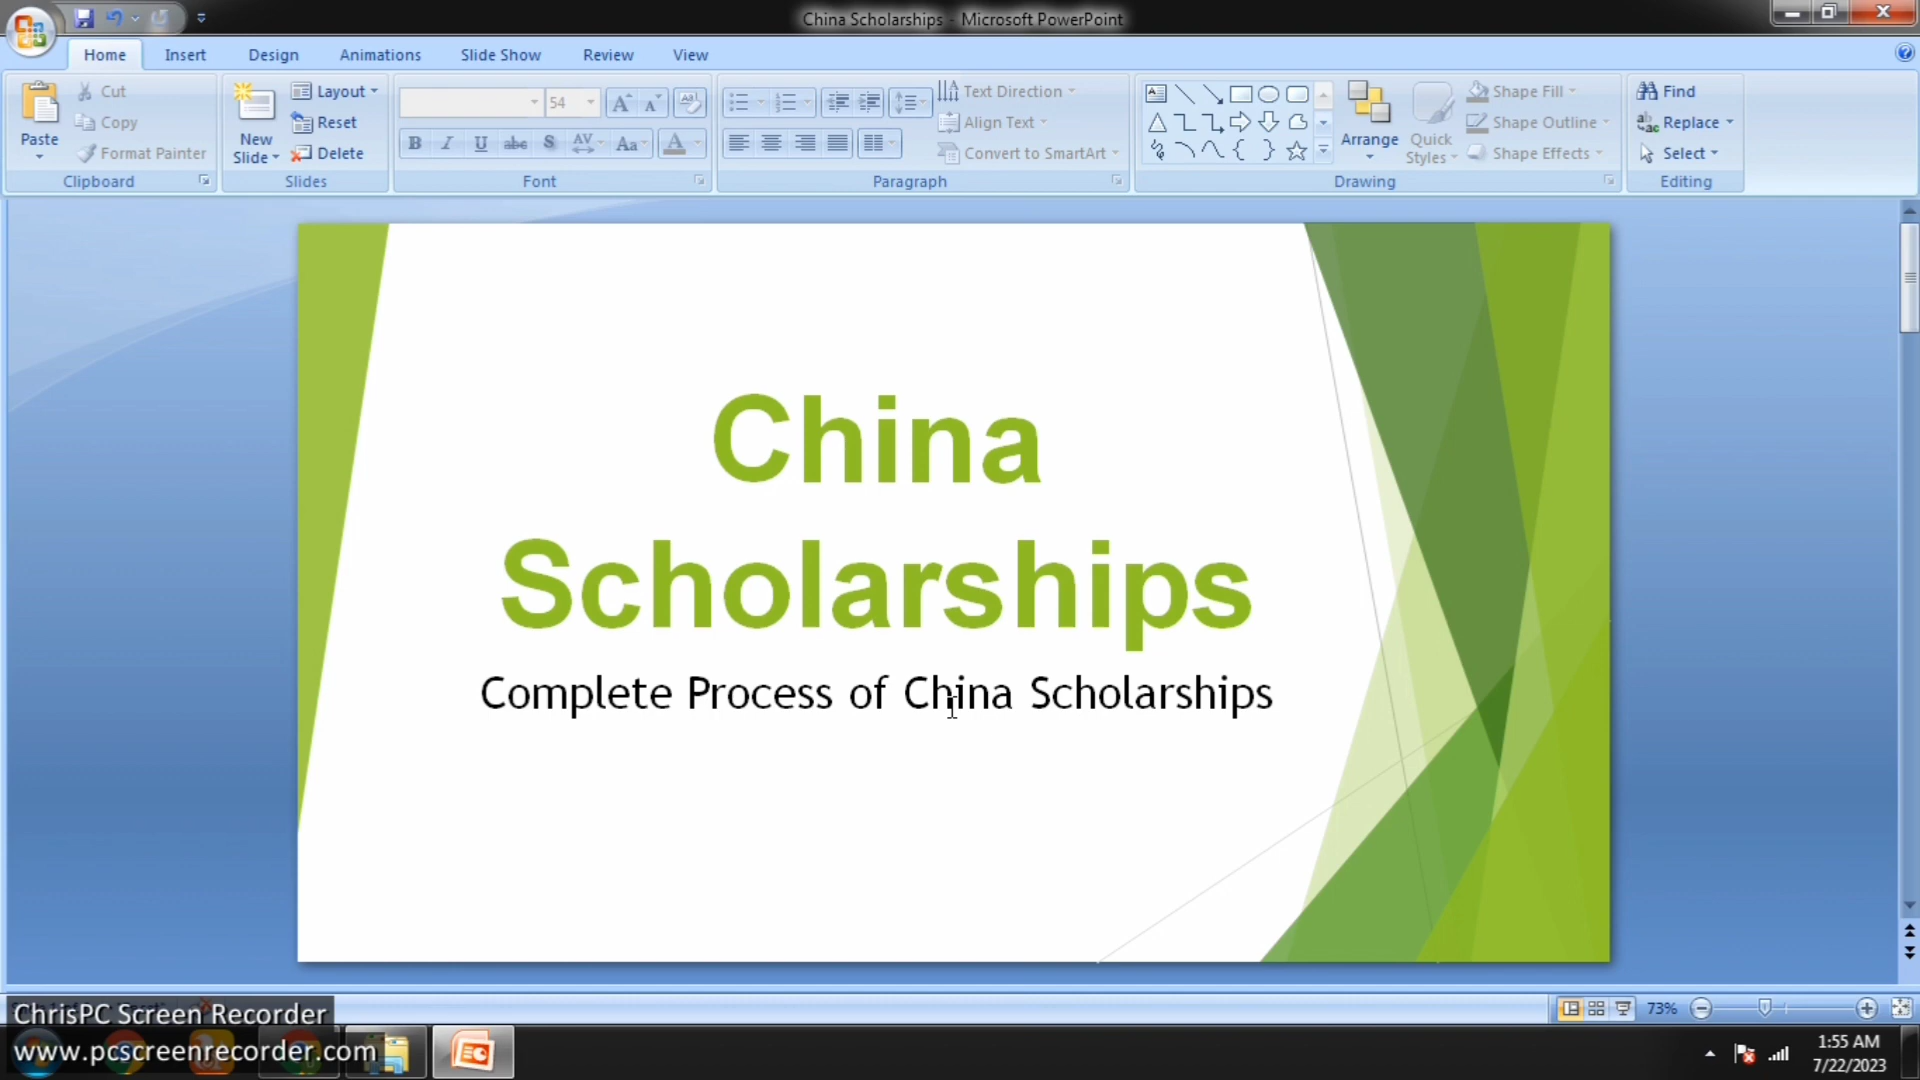 China Scholarships - Microsoft PowerPoint
Home Insert Design Animations Slide Show Review View
Paste
Cut
Copy
Format Painter
Clipboard
New
Slide
Layout
Reset
Delete
Slides
54
B I U abc S AV Aa A
Font
Text Direction
Align Text
Convert to SmartArt
Paragraph
Arrange
Quick
Styles
Shape Fill
Shape Outline
Shape Effects
Drawing
Find
Replace
Select
Editing
China
Scholarships
Complete Process of China Scholarships
73%
ChrisPC Screen Recorder
www.pcscreenrecorder.com
1:55 AM
7/22/2023